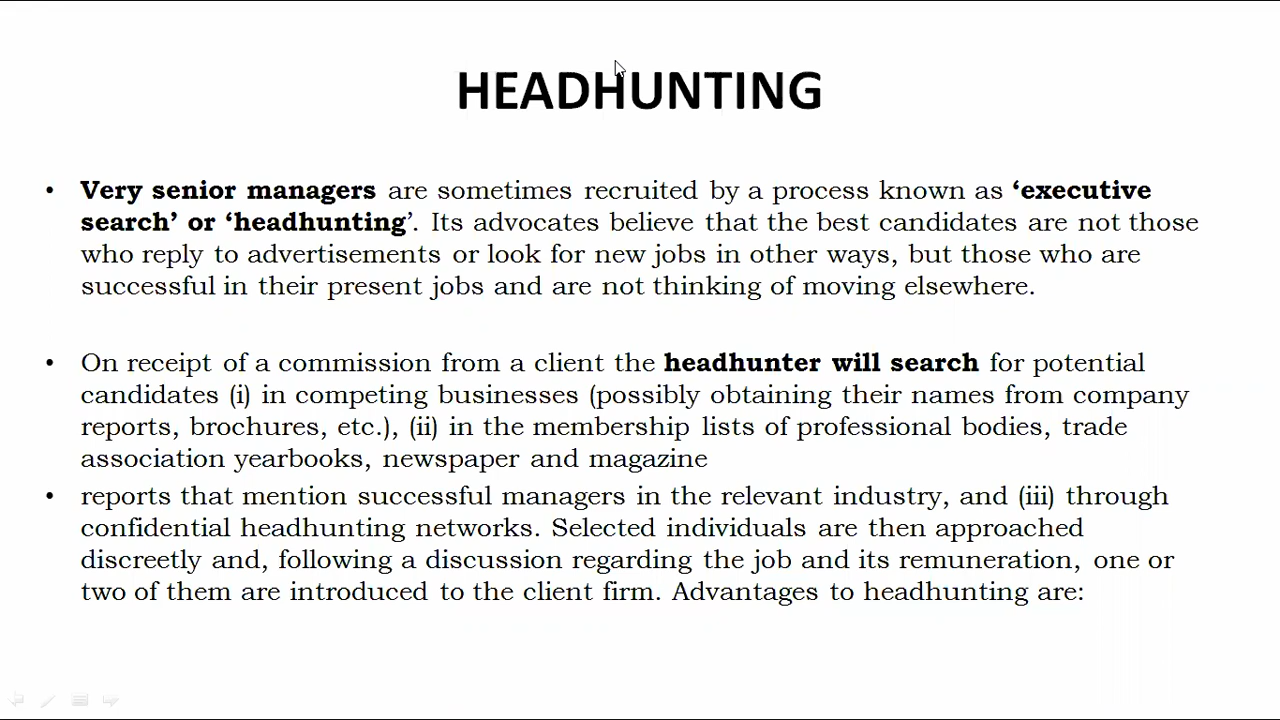 HEADHUNTING
• Very senior managers are sometimes recruited by a process known as ‘executive
search’ or ‘headhunting’. Its advocates believe that the best candidates are not those
who reply to advertisements or look for new jobs in other ways, but those who are
successful in their present jobs and are not thinking of moving elsewhere.
• On receipt of a commission from a client the headhunter will search for potential
candidates (i) in competing businesses (possibly obtaining their names from company
reports, brochures, etc.), (ii) in the membership lists of professional bodies, trade
association yearbooks, newspaper and magazine
• reports that mention successful managers in the relevant industry, and (iii) through
confidential headhunting networks. Selected individuals are then approached
discreetly and, following a discussion regarding the job and its remuneration, one or
two of them are introduced to the client firm. Advantages to headhunting are: